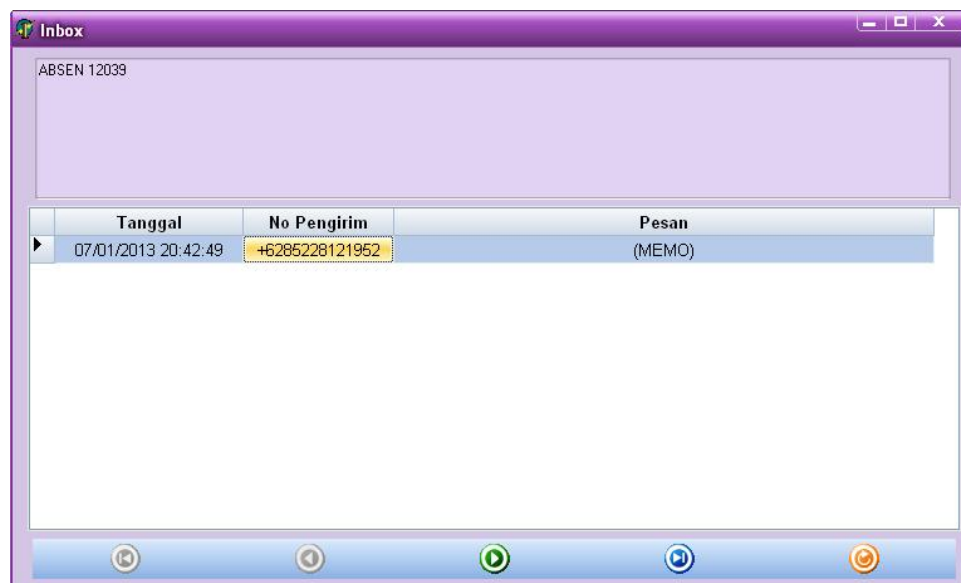 Inbox
ABSEN 12039
Tanggal No Pengirim Pesan
07/01/2013 20:42:49 +6285228121952 (MEMO)